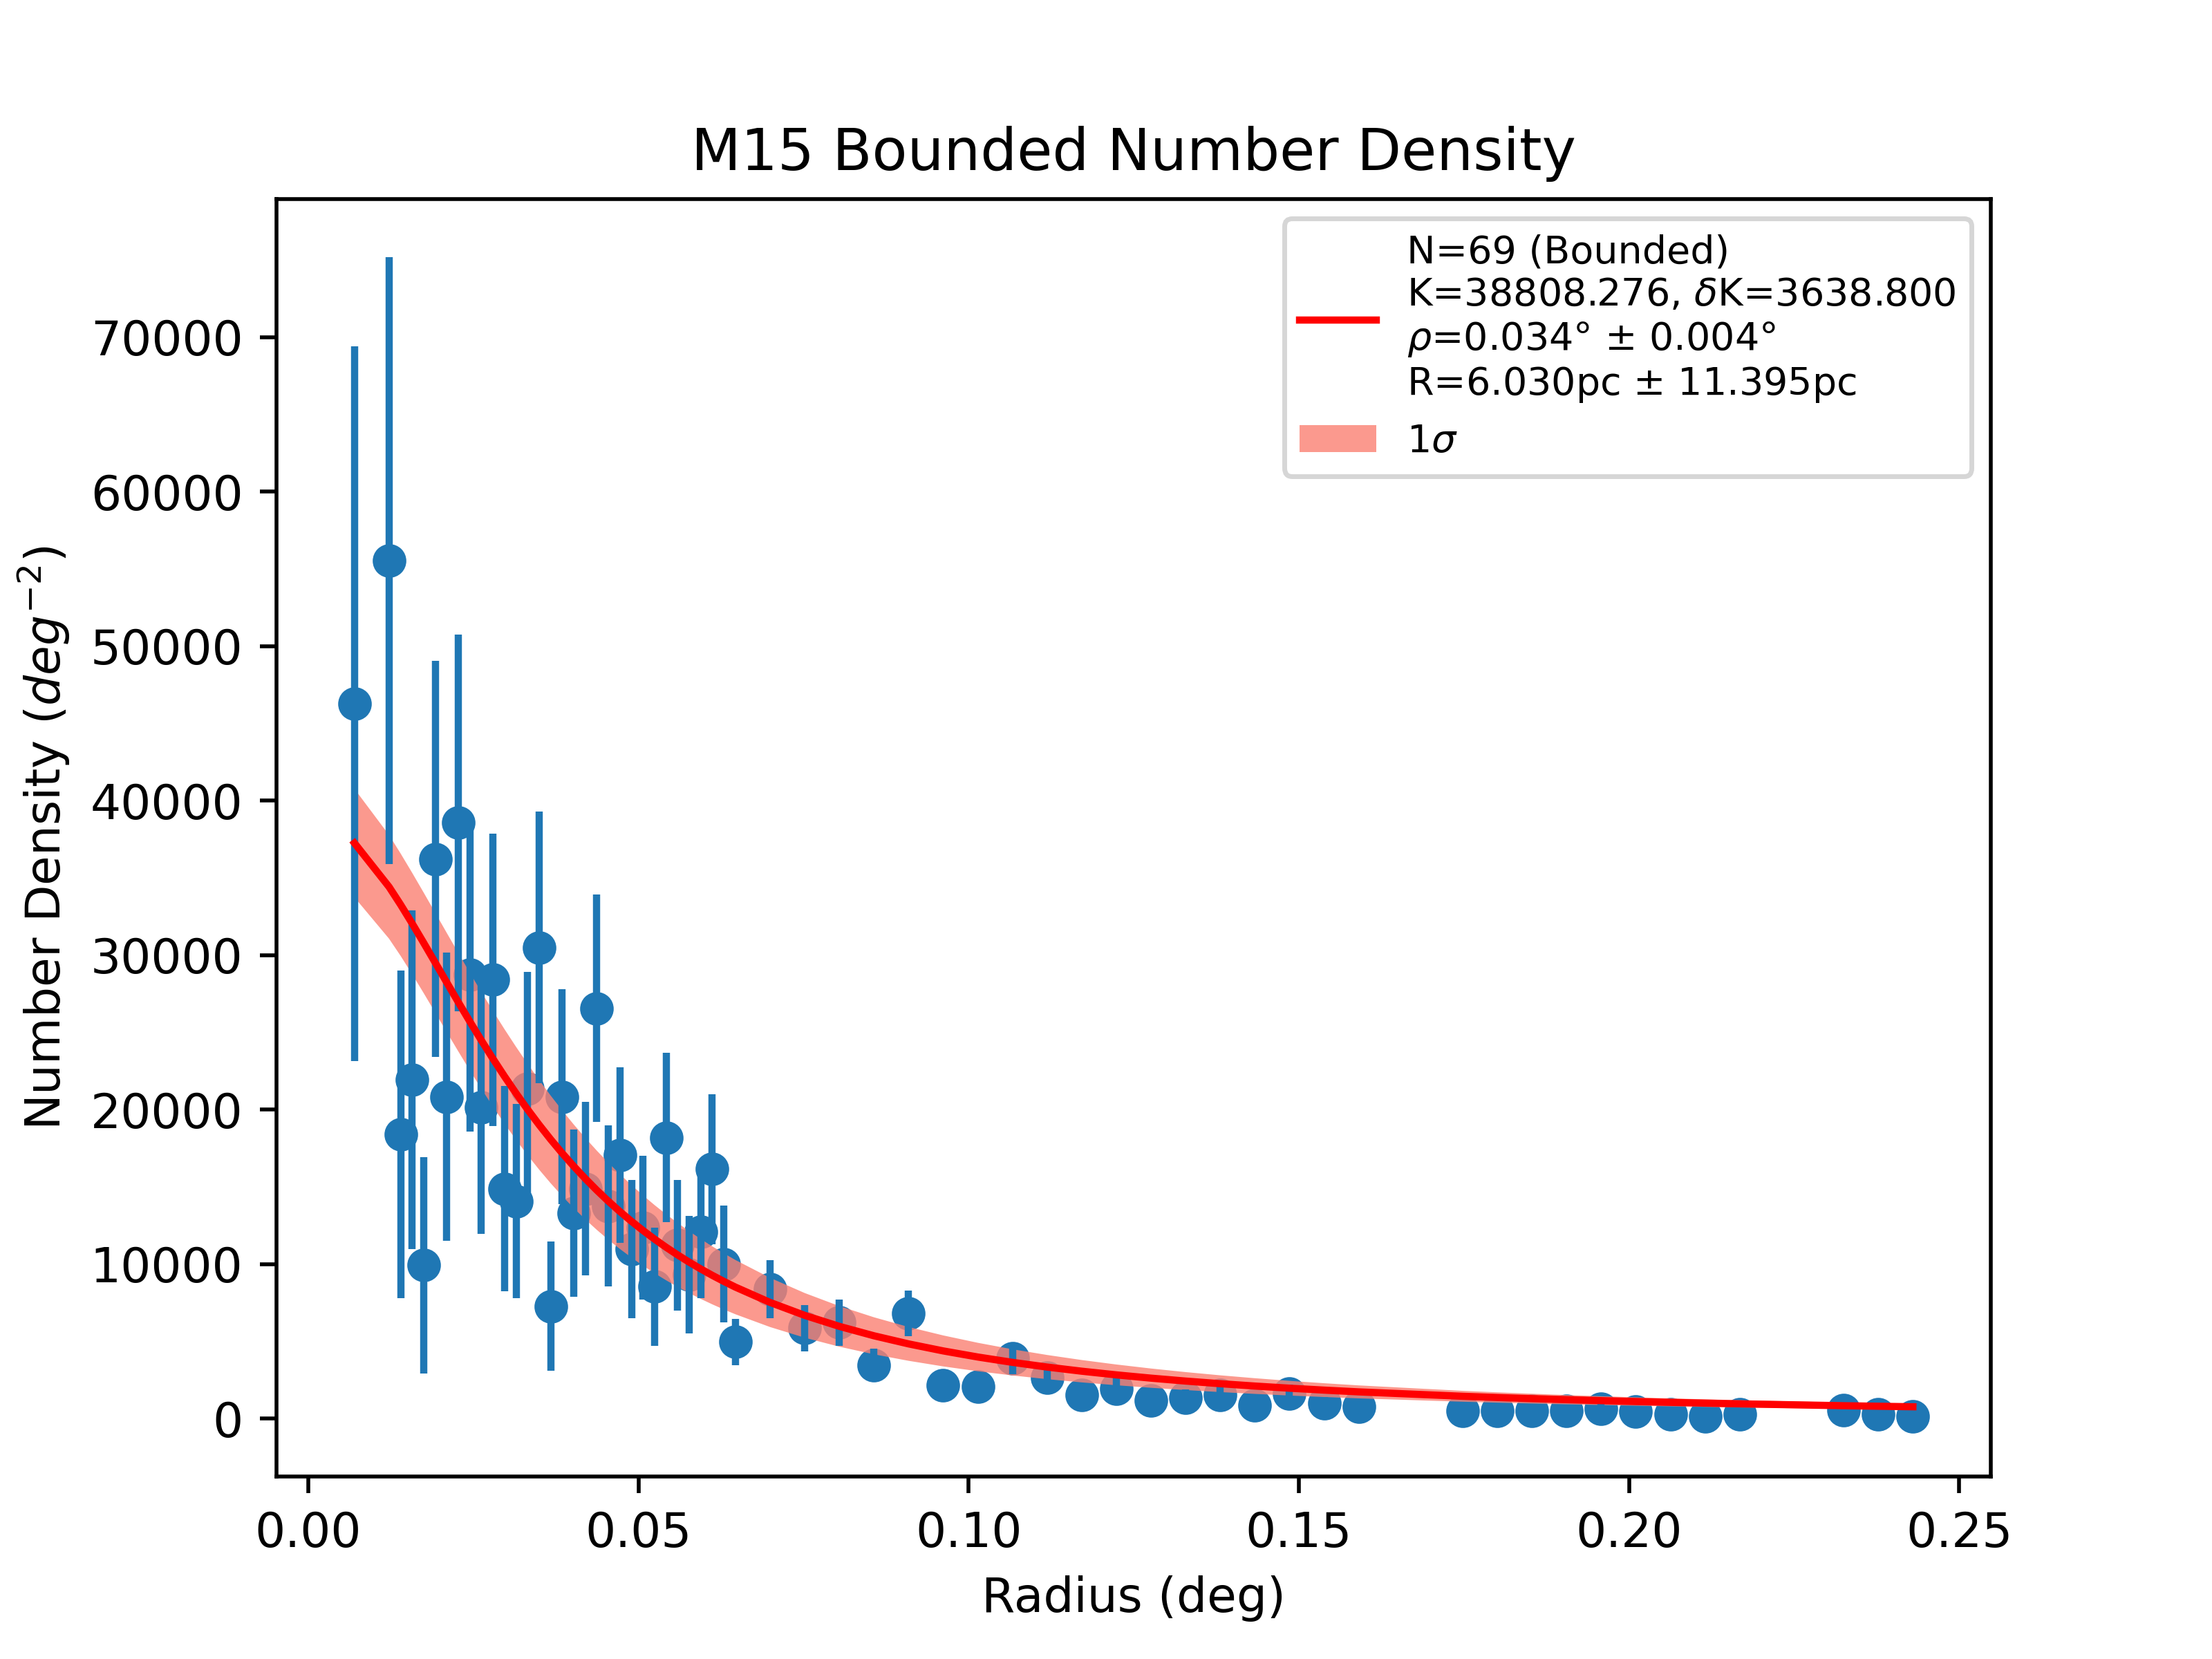 M15 Bounded Number Density
N=69 (Bounded)
K=38808.276, δK=3638.800
ρ=0.034° ± 0.004°
R=6.030pc ± 11.395pc
1σ
Number Density (deg⁻²)
70000
60000
50000
40000
30000
20000
10000
0
0.00 0.05 0.10 0.15 0.20 0.25
Radius (deg)